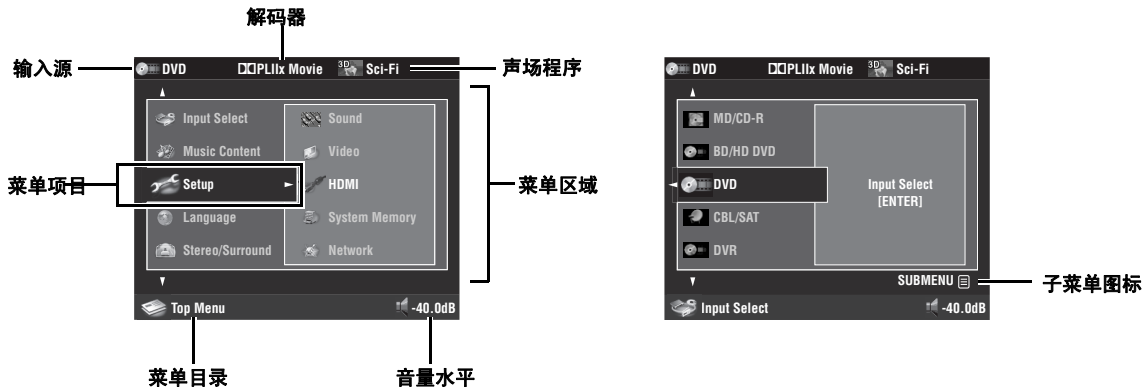 解码器
输入源
DVD
PLIIx Movie
3D
Sci-Fi
声场程序
Input Select
Sound
Music Content
Video
菜单项目
Setup
HDMI
菜单区域
Language
System Memory
Stereo/Surround
Network
Top Menu
-40.0dB
菜单目录
音量水平
DVD
PLIIx Movie
3D
Sci-Fi
MD/CD-R
BD/HD DVD
DVD
Input Select
[ENTER]
CBL/SAT
DVR
SUBMENU
子菜单图标
Input Select
-40.0dB